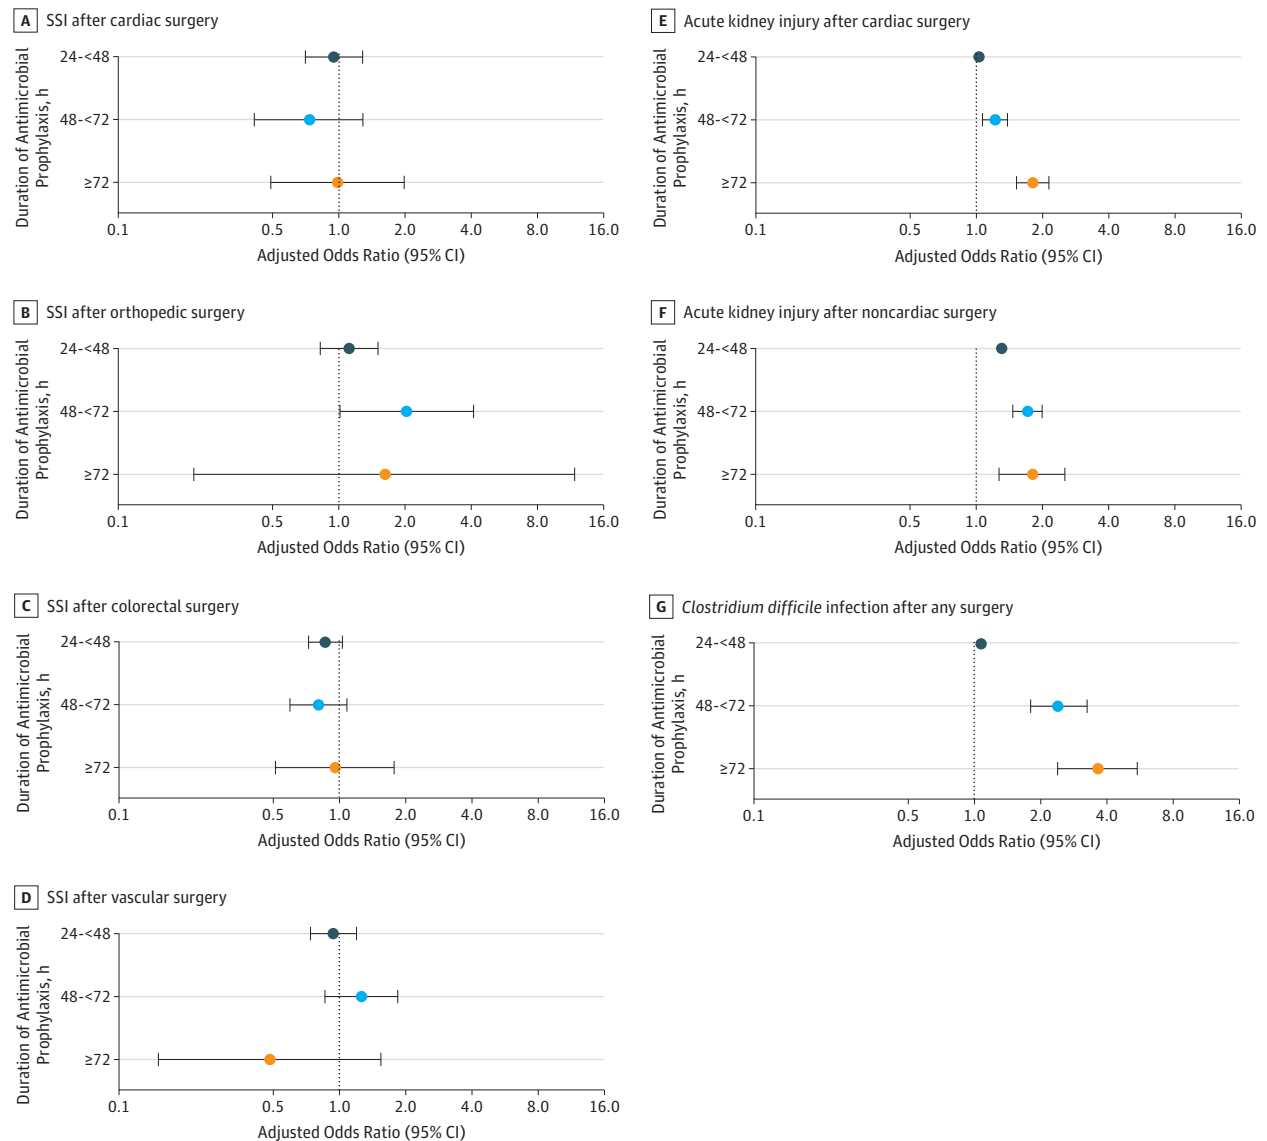 A SSI after cardiac surgery
Duration of Antimicrobial
Prophylaxis, h
24-<48
48-<72
≥72
0.1 0.5 1.0 2.0 4.0 8.0 16.0
Adjusted Odds Ratio (95% CI)
B SSI after orthopedic surgery
Duration of Antimicrobial
Prophylaxis, h
24-<48
48-<72
≥72
0.1 0.5 1.0 2.0 4.0 8.0 16.0
Adjusted Odds Ratio (95% CI)
C SSI after colorectal surgery
Duration of Antimicrobial
Prophylaxis, h
24-<48
48-<72
≥72
0.1 0.5 1.0 2.0 4.0 8.0 16.0
Adjusted Odds Ratio (95% CI)
D SSI after vascular surgery
Duration of Antimicrobial
Prophylaxis, h
24-<48
48-<72
≥72
0.1 0.5 1.0 2.0 4.0 8.0 16.0
Adjusted Odds Ratio (95% CI)
E Acute kidney injury after cardiac surgery
Duration of Antimicrobial
Prophylaxis, h
24-<48
48-<72
≥72
0.1 0.5 1.0 2.0 4.0 8.0 16.0
Adjusted Odds Ratio (95% CI)
F Acute kidney injury after noncardiac surgery
Duration of Antimicrobial
Prophylaxis, h
24-<48
48-<72
≥72
0.1 0.5 1.0 2.0 4.0 8.0 16.0
Adjusted Odds Ratio (95% CI)
G Clostridium difficile infection after any surgery
Duration of Antimicrobial
Prophylaxis, h
24-<48
48-<72
≥72
0.1 0.5 1.0 2.0 4.0 8.0 16.0
Adjusted Odds Ratio (95% CI)